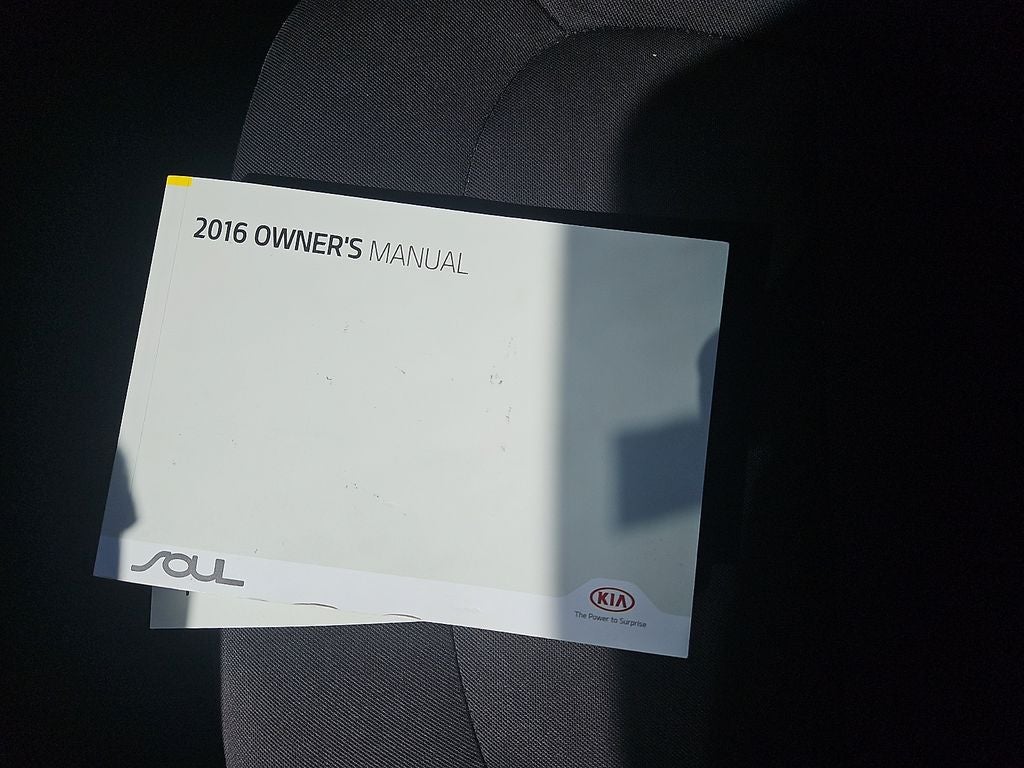 2016 OWNER'S MANUAL
SOUL
KIA
The Power to Surprise